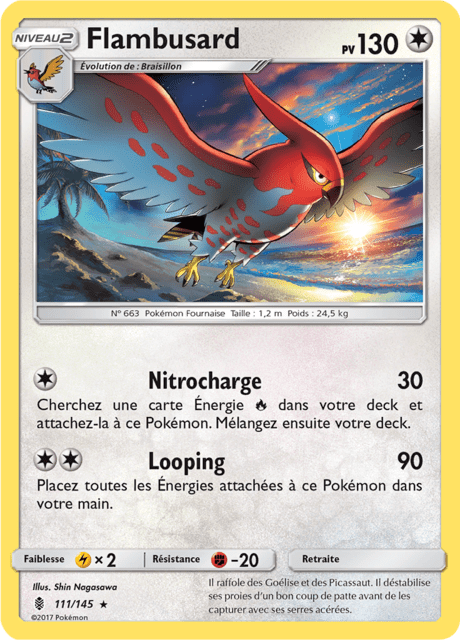 NIVEAU2
Flambusard
PV130
Évolution de : Braisillon
N° 663 Pokémon Fournaise Taille : 1,2 m Poids : 24,5 kg
Nitrocharge 30
Cherchez une carte Énergie dans votre deck et
attachez-la à ce Pokémon. Mélangez ensuite votre deck.
Looping 90
Placez toutes les Énergies attachées à ce Pokémon dans
votre main.
Faiblesse ×2 Résistance -20 Retraite
Illus. Shin Nagasawa
111/145 ★
©2017 Pokémon
Il raffole des Goélise et des Picassaut. Il déstabilise
ses proies d'un bon coup de patte avant de les
capturer avec ses serres acérées.